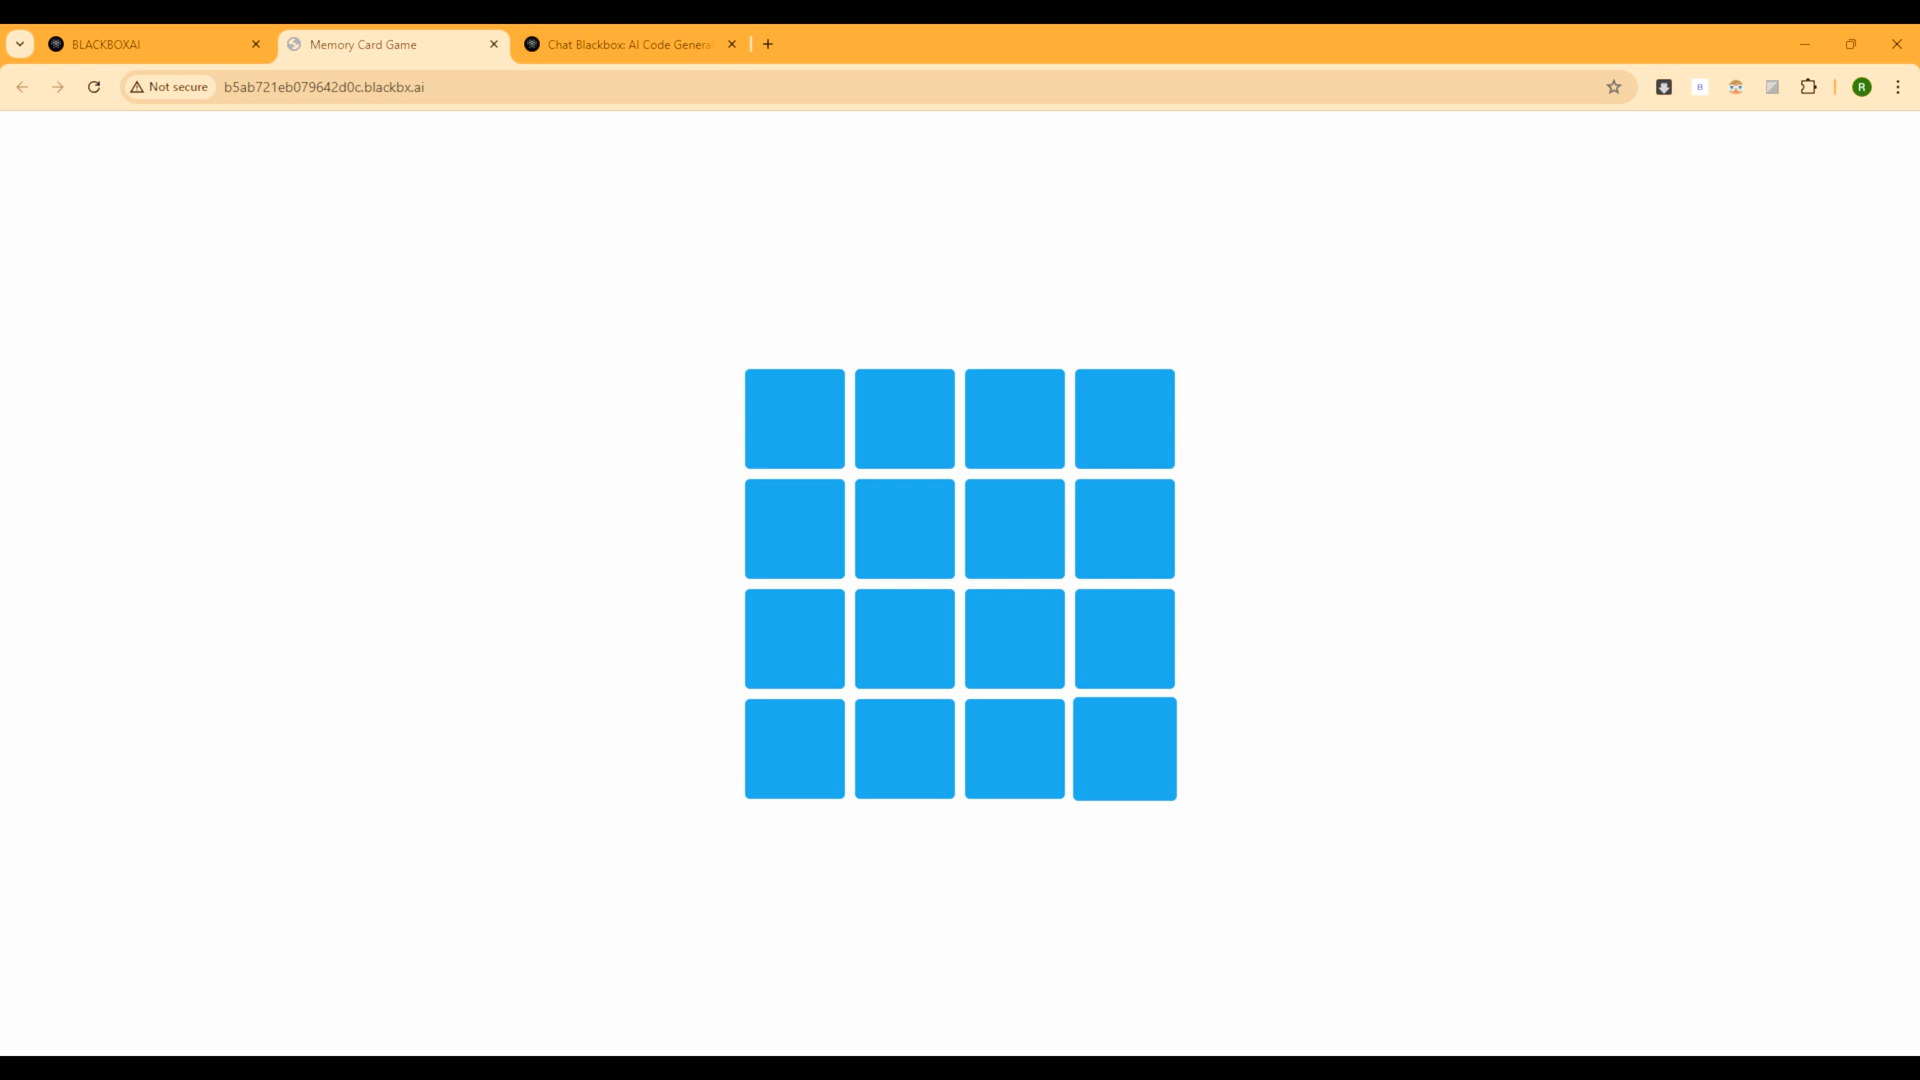 BLACKBOXAI
Memory Card Game
Chat Blackbox: AI Code Genera
Not secure
b5ab721eb079642d0c.blackbx.ai
B
R